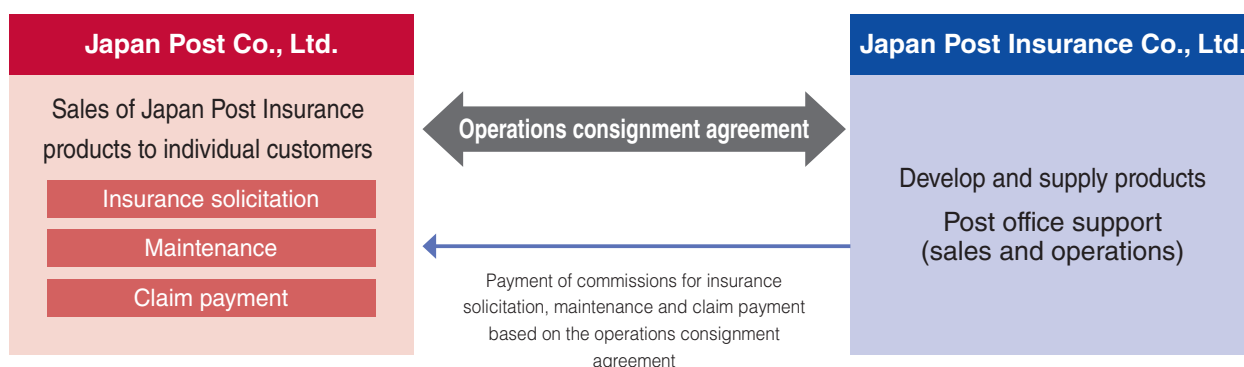 Japan Post Co., Ltd.
Sales of Japan Post Insurance
products to individual customers
Insurance solicitation
Maintenance
Claim payment
Operations consignment agreement
Payment of commissions for insurance
solicitation, maintenance and claim payment
based on the operations consignment
agreement
Japan Post Insurance Co., Ltd.
Develop and supply products
Post office support
(sales and operations)